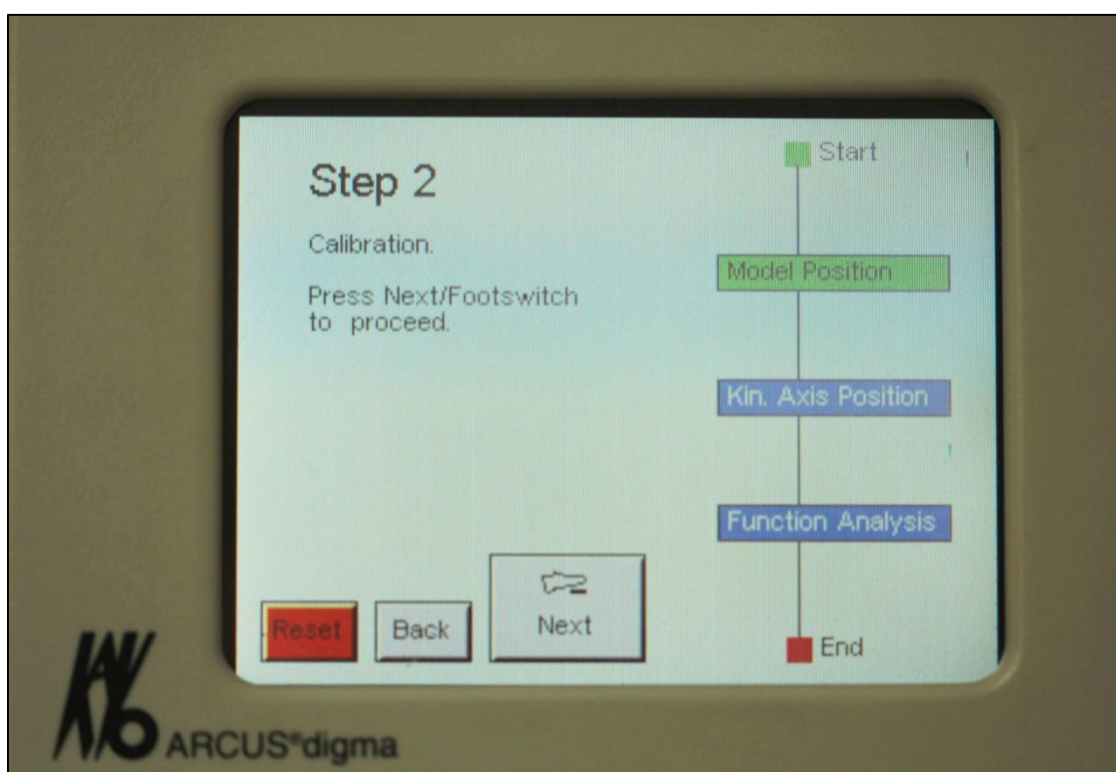 Step 2
Calibration.
Press Next/Footswitch
to proceed.
Reset
Back
Next
Start
Model Position
Kin. Axis Position
Function Analysis
End
KAVO
ARCUS®digma